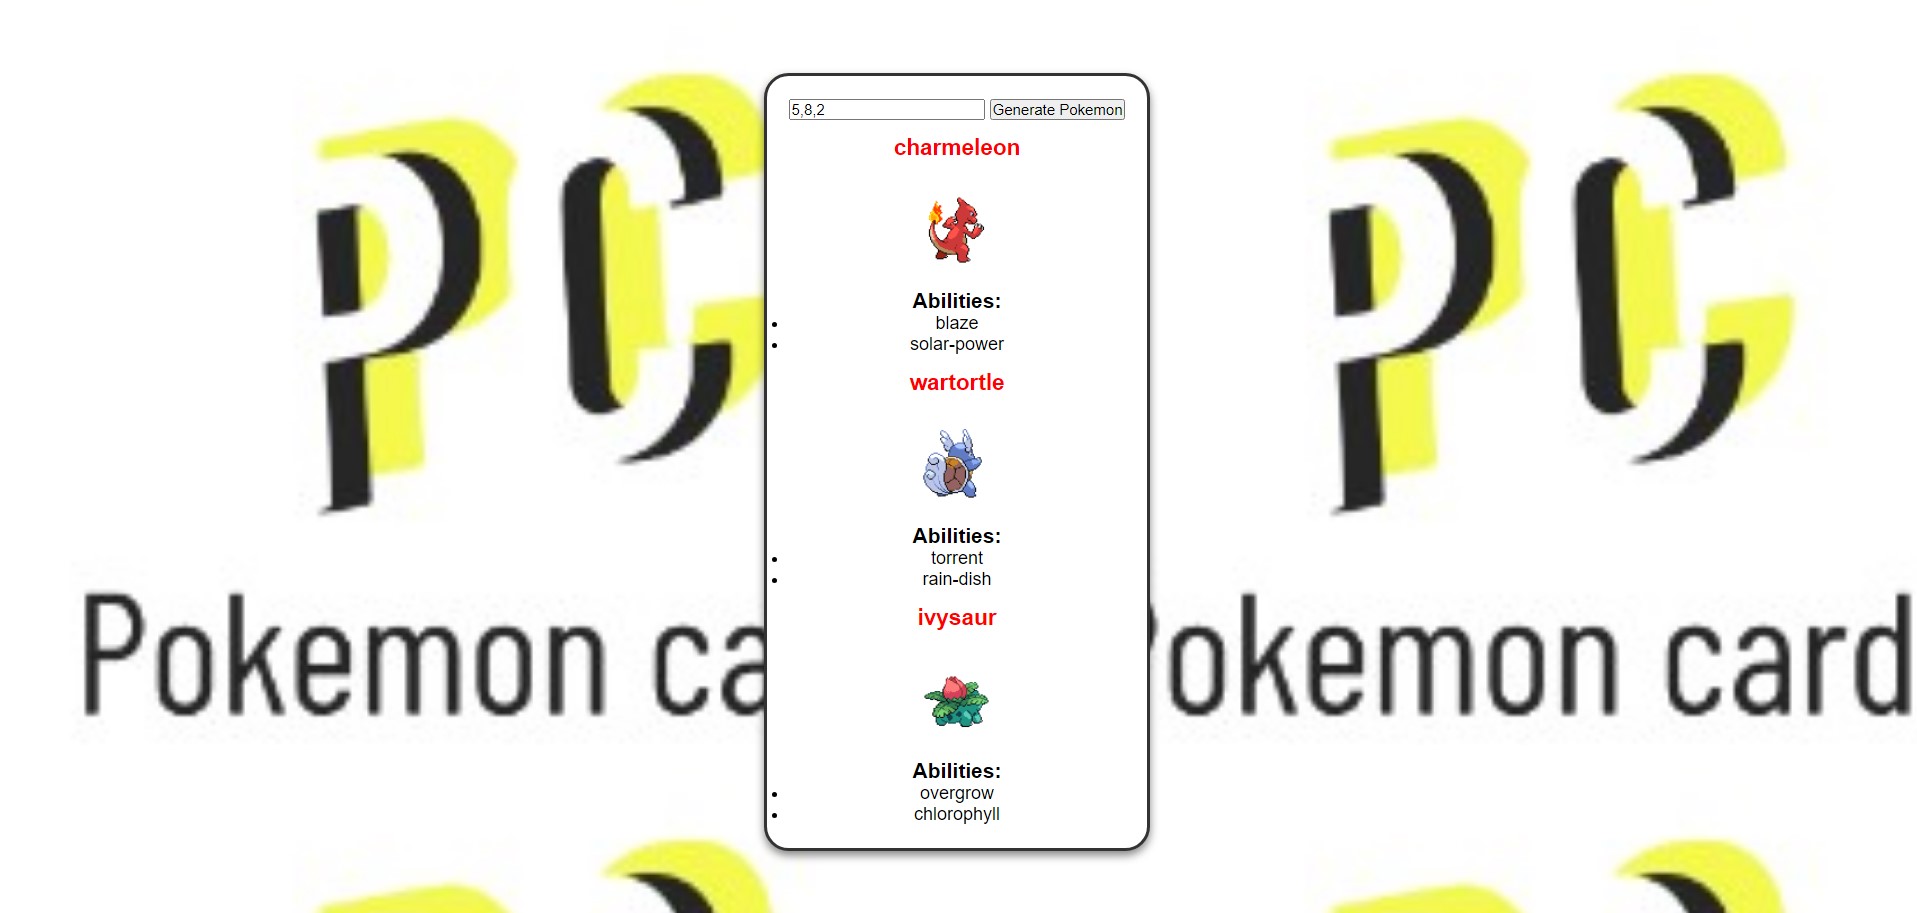 PC
PC
5,8,2 Generate Pokemon
charmeleon
Abilities:
blaze
solar-power
wartortle
Abilities:
torrent
rain-dish
ivysaur
Abilities:
overgrow
chlorophyll
Pokemon ca
okemon card